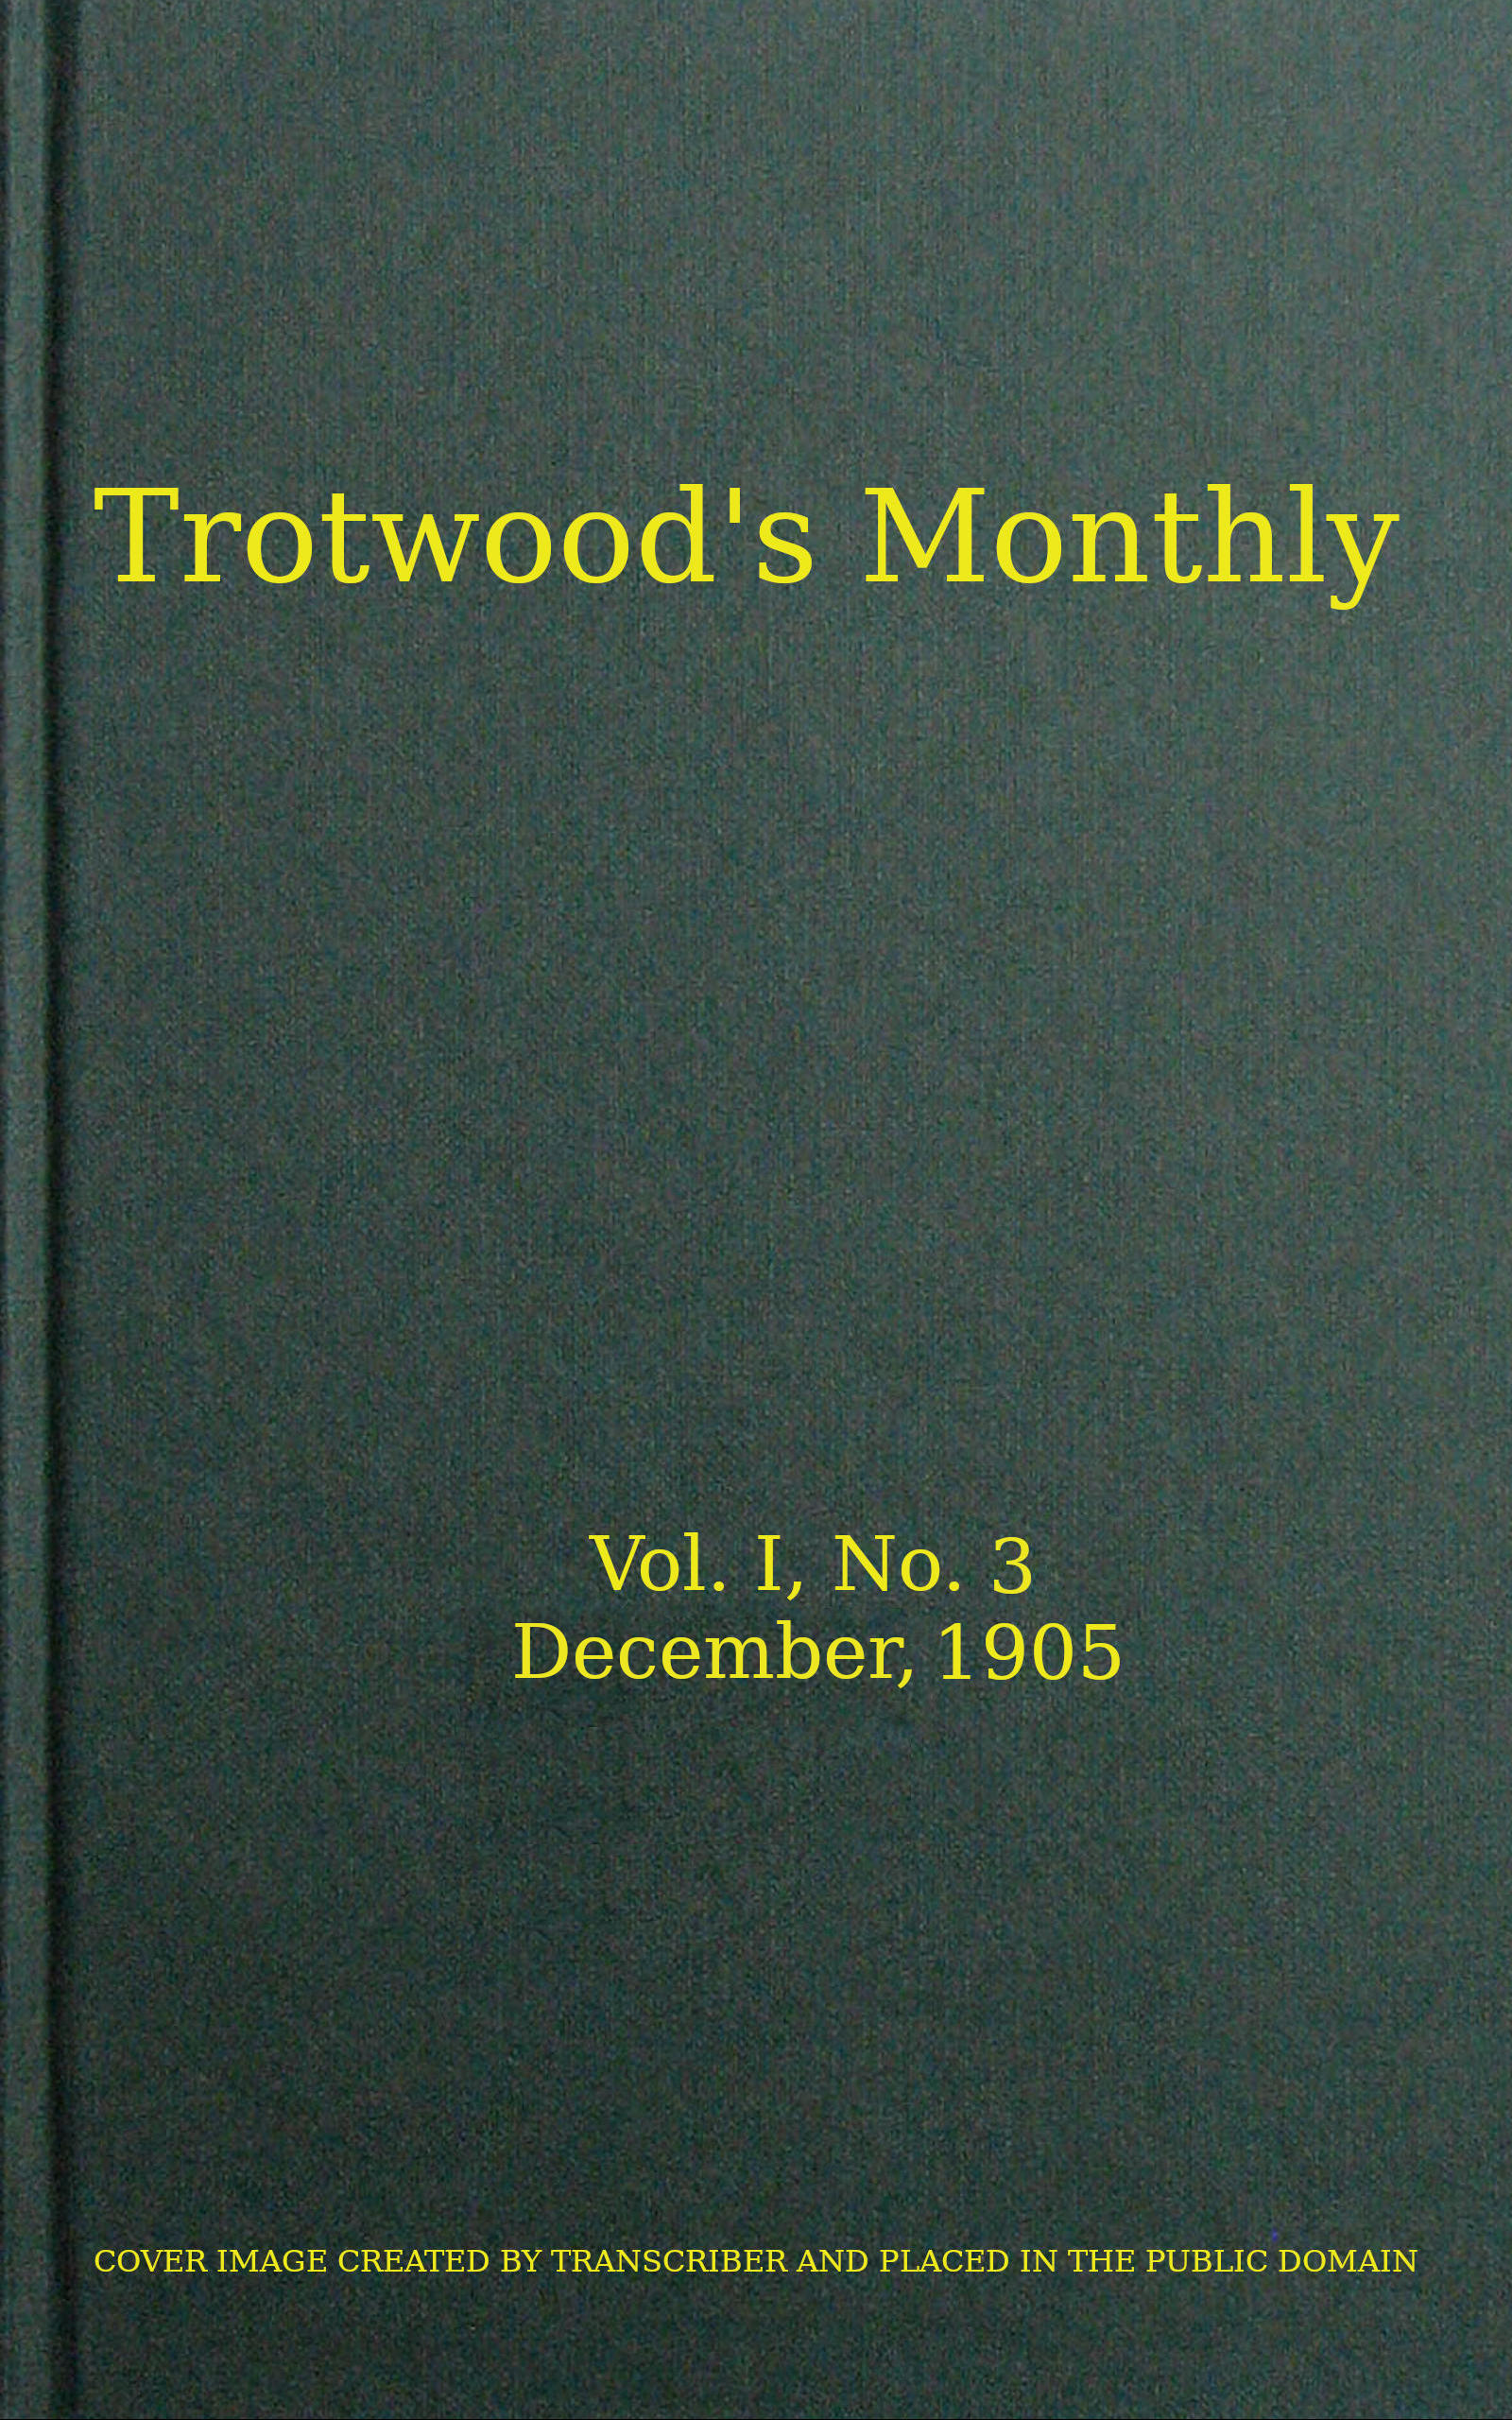 Trotwood's Monthly
Vol. I, No. 3
December, 1905
COVER IMAGE CREATED BY TRANSCRIBER AND PLACED IN THE PUBLIC DOMAIN